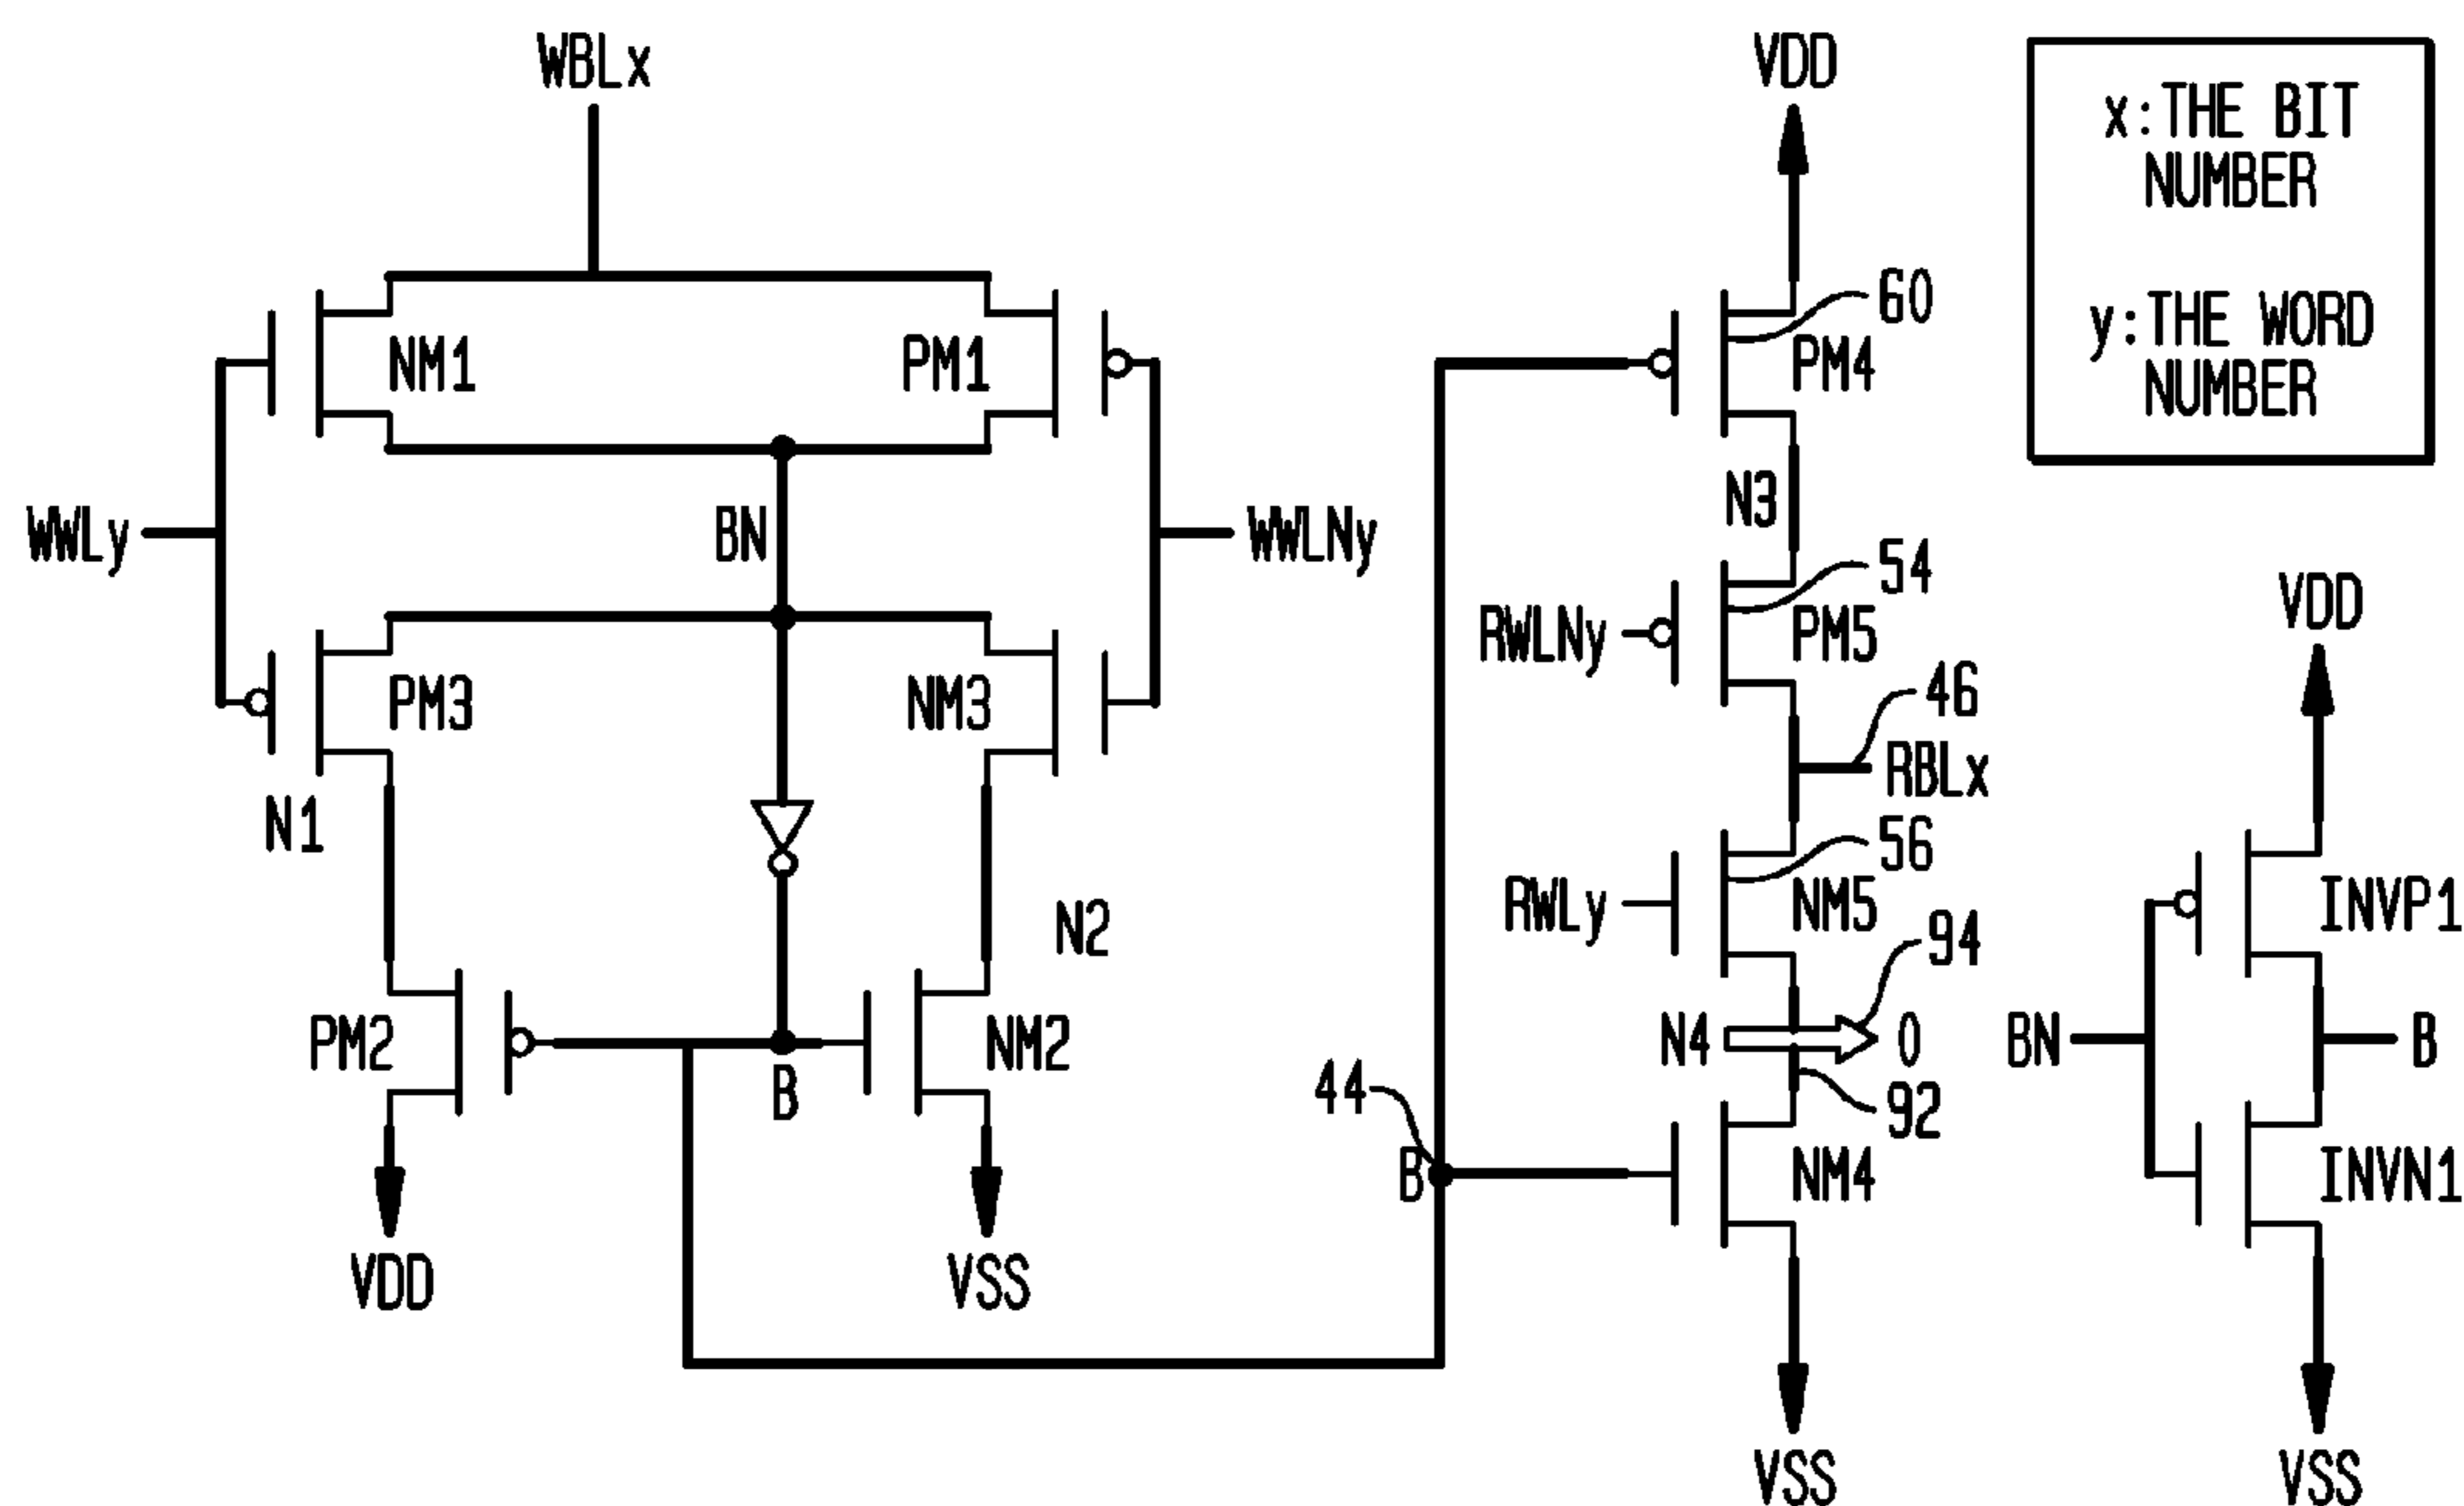 WBLx
VDD
x:THE BIT
NUMBER
y:THE WORD
NUMBER
60
NM1
PM1
PM4
WWLy
BN
WWLNy
N3
54
RWLNy
PM5
VDD
PM3
NM3
46
RBLx
N1
56
RWLy
NM5
INVP1
N2
94
PM2
NM2
N4
0
BN
B
B
44
92
B
NM4
INVN1
VDD
VSS
VSS
VSS